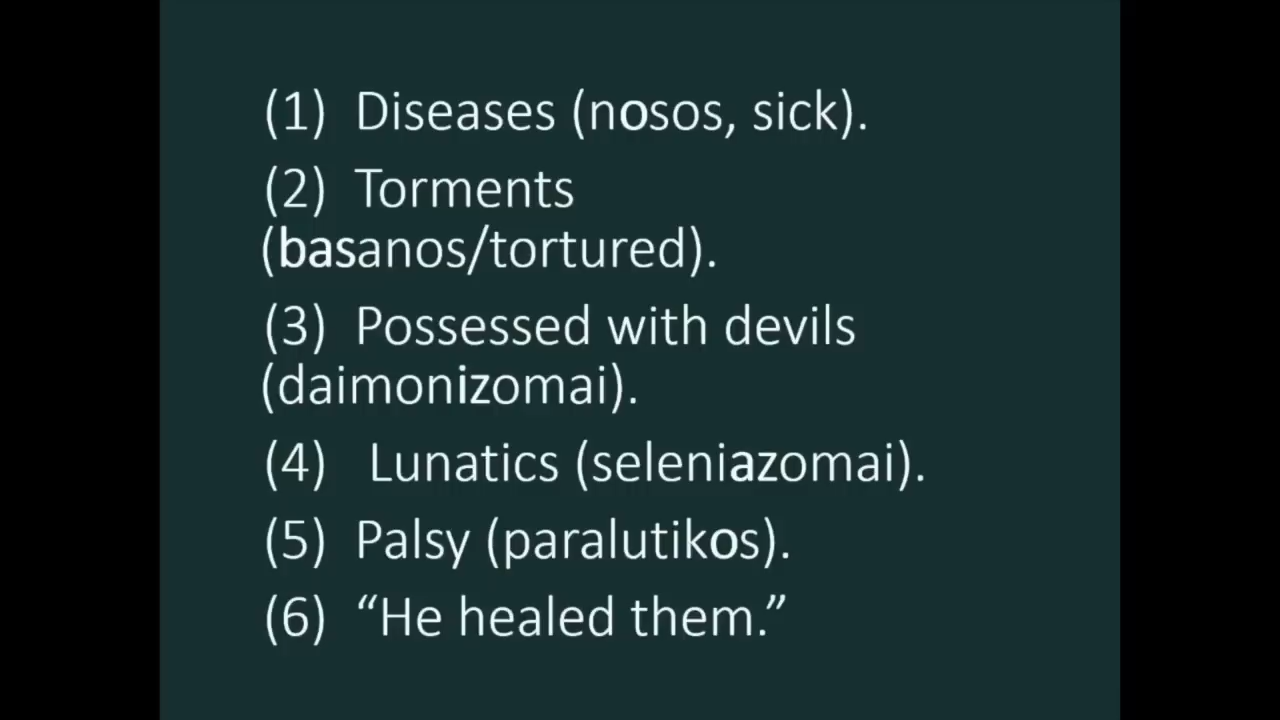 (1) Diseases (nosos, sick).
(2) Torments
(basanos/tortured).
(3) Possessed with devils
(daimonizomai).
(4) Lunatics (seleniazomai).
(5) Palsy (paralutikos).
(6) “He healed them.”